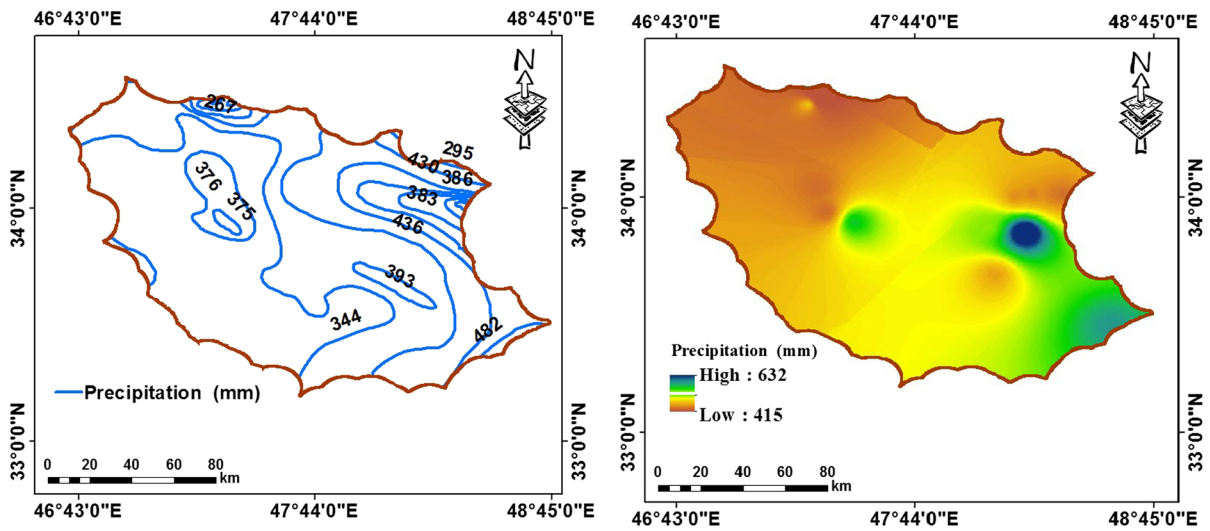 46°43'0"E 47°44'0"E 48°45'0"E
N
267
295
430
386
376
383
375
436
393
344
482
34°0'0"N
34°0'0"N
33°0'0"N
33°0'0"N
Precipitation (mm)
0 20 40 60 80
km
46°43'0"E 47°44'0"E 48°45'0"E
46°43'0"E 47°44'0"E 48°45'0"E
N
34°0'0"N
34°0'0"N
33°0'0"N
33°0'0"N
Precipitation (mm)
High : 632
Low : 415
0 20 40 60 80
km
46°43'0"E 47°44'0"E 48°45'0"E